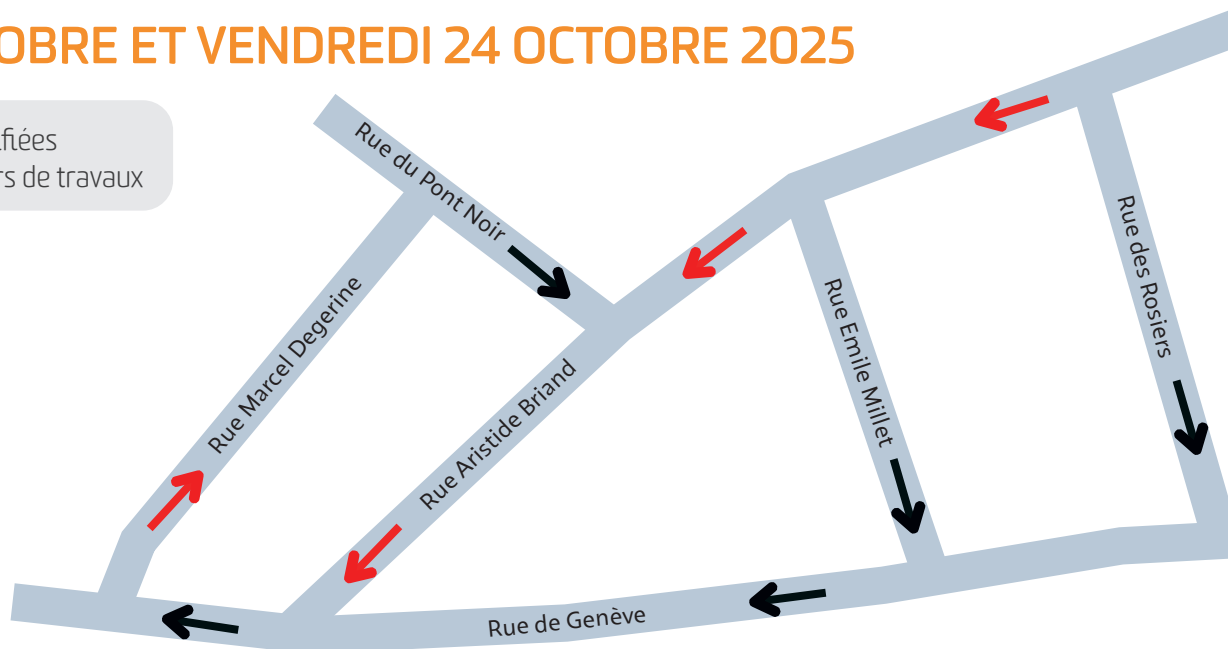 OBRE ET VENDREDI 24 OCTOBRE 2025
fiées
rs de travaux
Rue du Pont Noir
Rue Marcel Degerine
Rue Aristide Briand
Rue Emile Millet
Rue des Rosiers
Rue de Genève